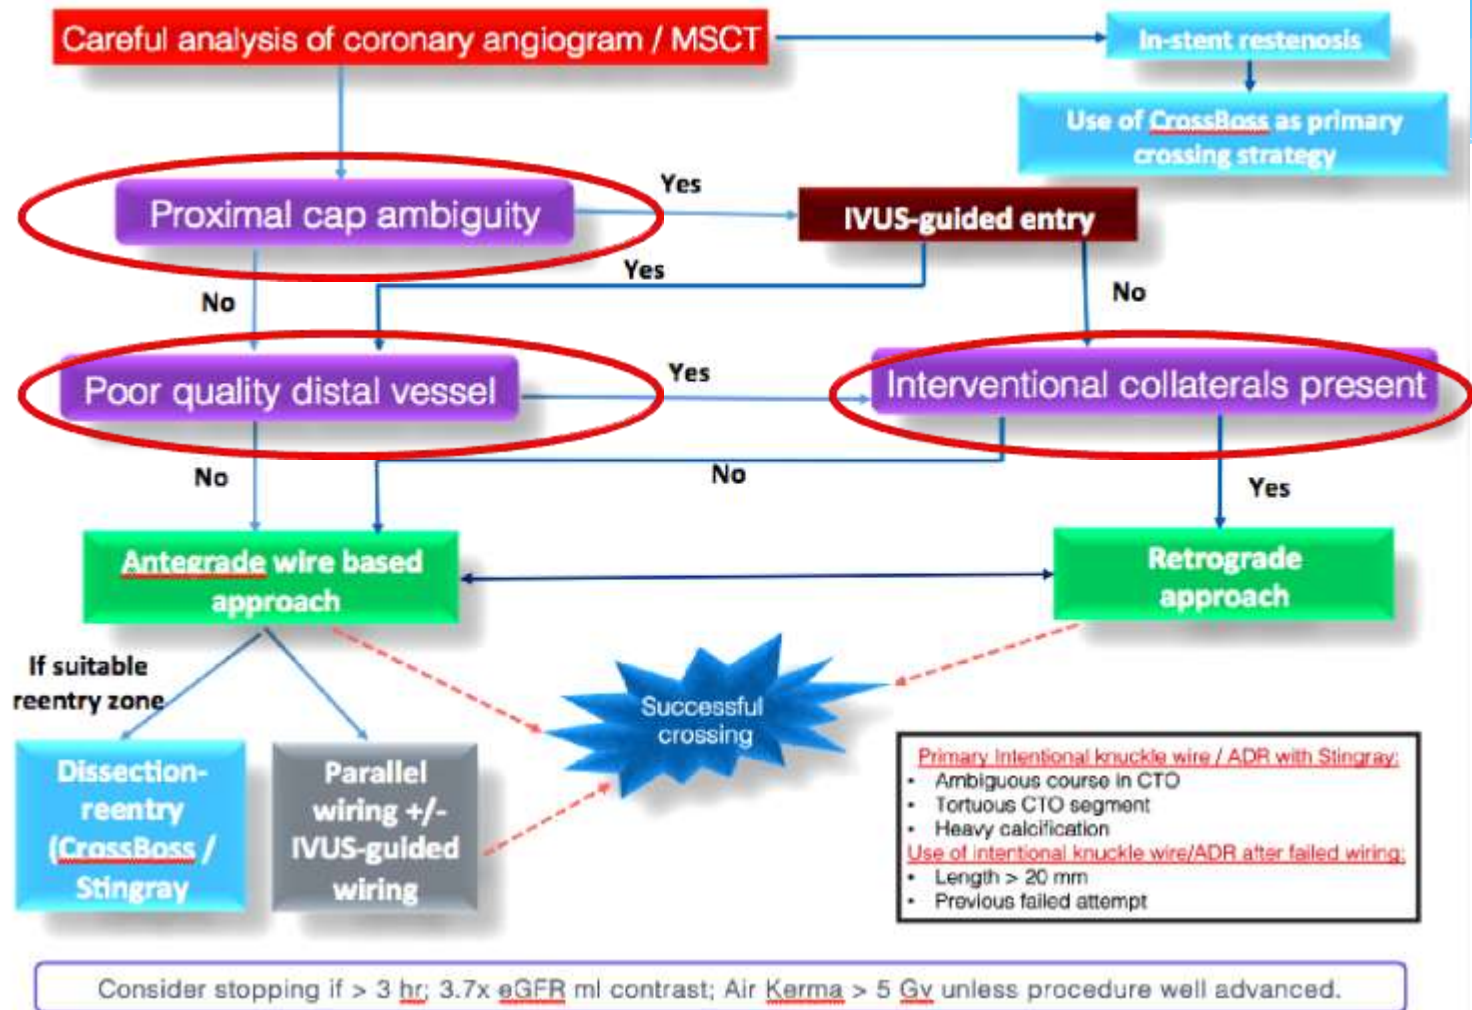 Careful analysis of coronary angiogram / MSCT
In-stent restenosis
Use of CrossBoss as primary
crossing strategy
Proximal cap ambiguity
Yes
IVUS-guided entry
Yes
No
No
Poor quality distal vessel
Yes
Interventional collaterals present
No
No
Yes
Antegrade wire based
approach
Retrograde
approach
If suitable
reentry zone
Successful
crossing
Dissection-
reentry
(CrossBoss /
Stingray
Parallel
wiring +/-
IVUS-guided
wiring
Primary Intentional knuckle wire / ADR with Stingray:
• Ambiguous course in CTO
• Tortuous CTO segment
• Heavy calcification
Use of intentional knuckle wire/ADR after failed wiring:
• Length > 20 mm
• Previous failed attempt
Consider stopping if > 3 hr; 3.7x eGFR ml contrast; Air Kerma > 5 Gv unless procedure well advanced.